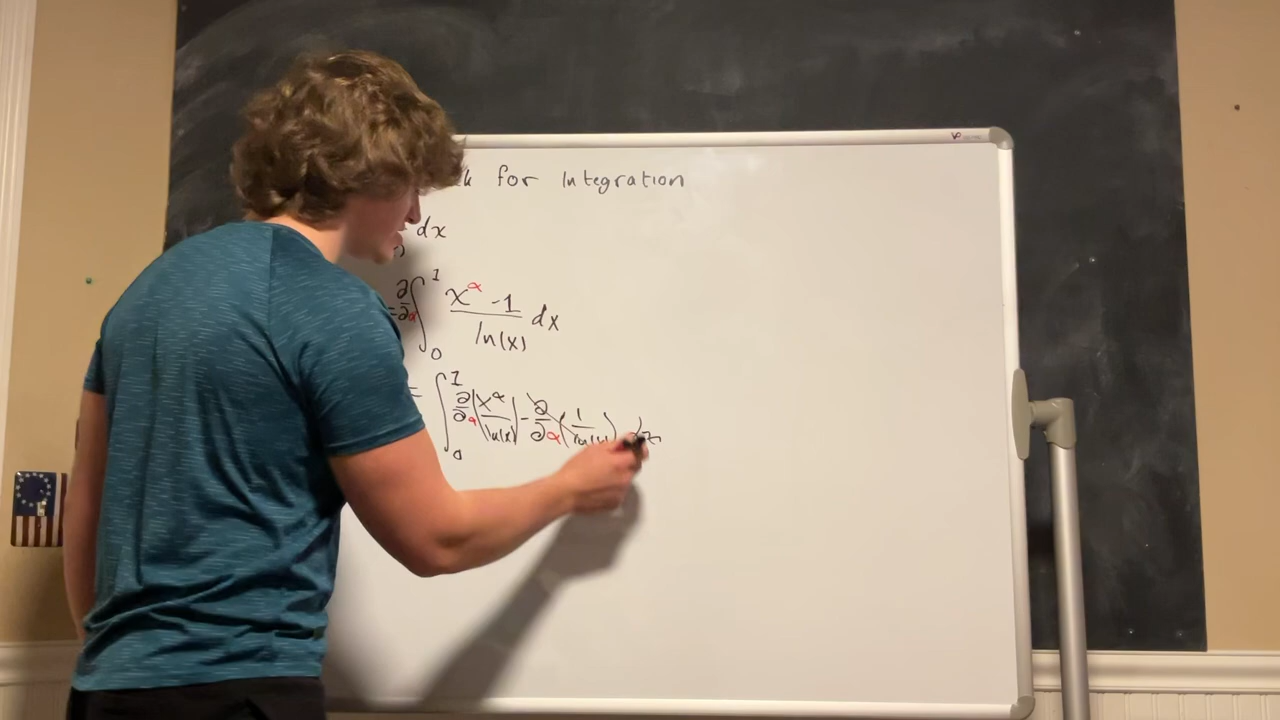 for Integration
dx
= ∂/∂α ∫₀¹ (x^α - 1)/ln(x) dx
= ∫₀¹ ∂/∂α (x^α/ln(x)) - ∂/∂α (1/ln(x)) dx